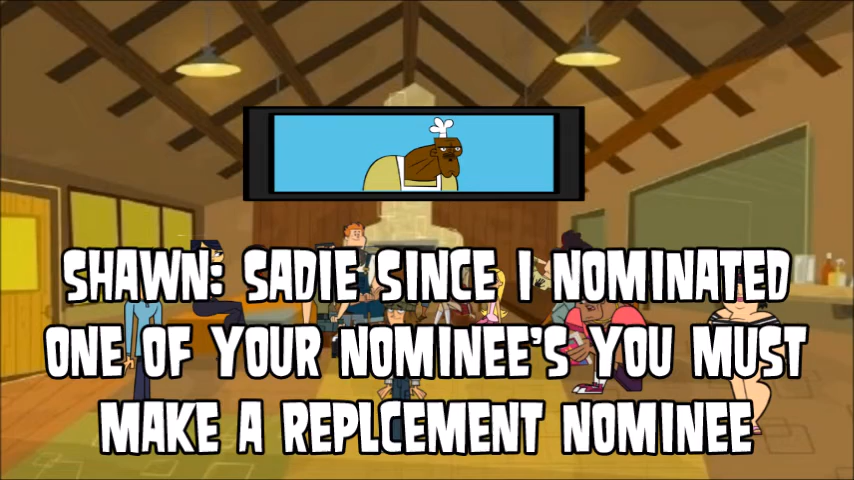 SHAWN: SADIE SINCE I NOMINATED
ONE OF YOUR NOMINEE'S YOU MUST
MAKE A REPLCEMENT NOMINEE